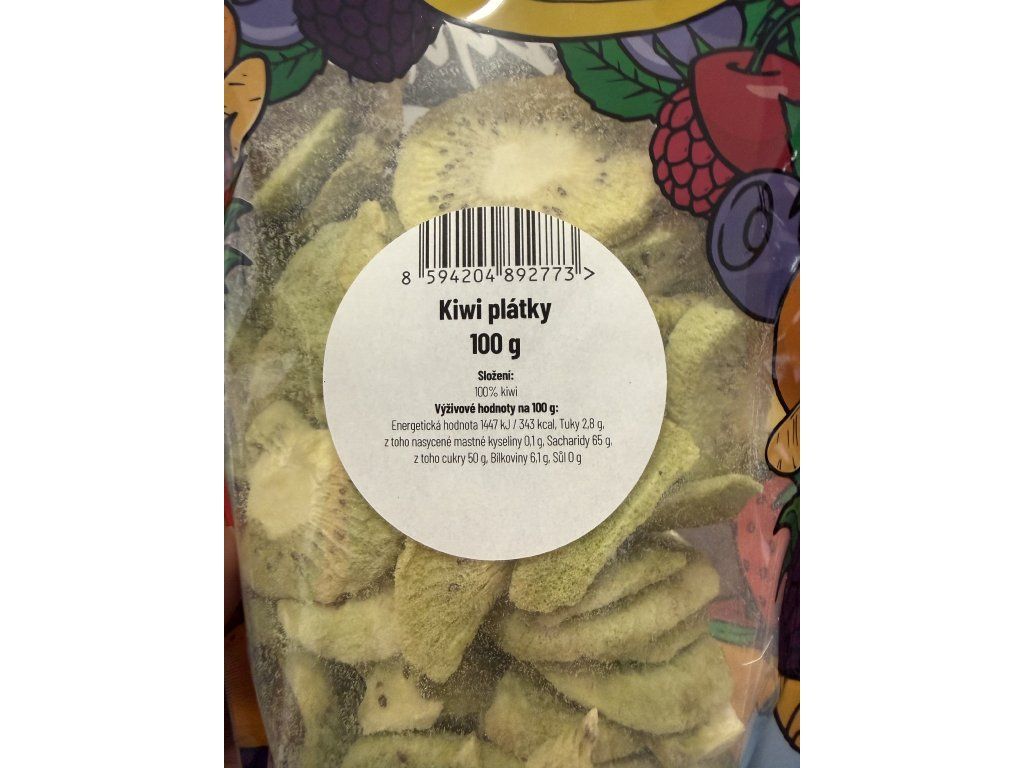 8 594204 892773 >
Kiwi plátky
100 g
Složení:
100% kiwi
Výživové hodnoty na 100 g:
Energetická hodnota 1447 kJ / 343 kcal, Tuky 2,8 g,
z toho nasycené mastné kyseliny 0,1 g, Sacharidy 65 g,
z toho cukry 50 g, Bílkoviny 6,1 g, Sůl 0 g